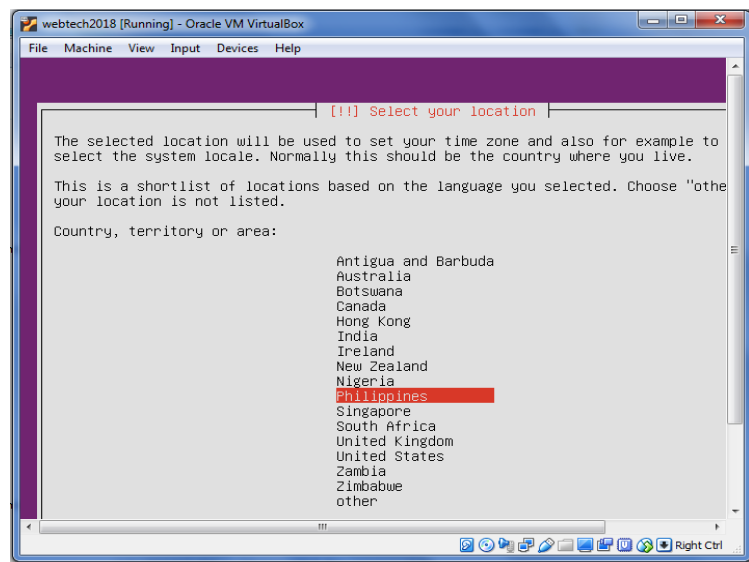 webtech2018 [Running] - Oracle VM VirtualBox
File Machine View Input Devices Help
[!!] Select your location
The selected location will be used to set your time zone and also for example to
select the system locale. Normally this should be the country where you live.
This is a shortlist of locations based on the language you selected. Choose "othe
your location is not listed.
Country, territory or area:
Antigua and Barbuda
Australia
Botswana
Canada
Hong Kong
India
Ireland
New Zealand
Nigeria
Philippines
Singapore
South Africa
United Kingdom
United States
Zambia
Zimbabwe
other
Right Ctrl